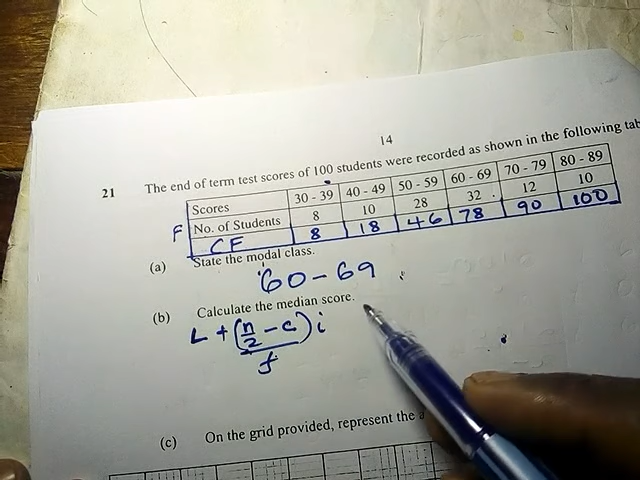 14
21 The end of term test scores of 100 students were recorded as shown in the following tab
Scores 30 - 39 40 - 49 50 - 59 60 - 69 70 - 79 80 - 89
F No. of Students 8 10 28 32 12 10
CF 8 18 46 78 90 100
(a) State the modal class.
60 - 69
(b) Calculate the median score.
L + (n/2 - c / f) i
(c) On the grid provided, represent the